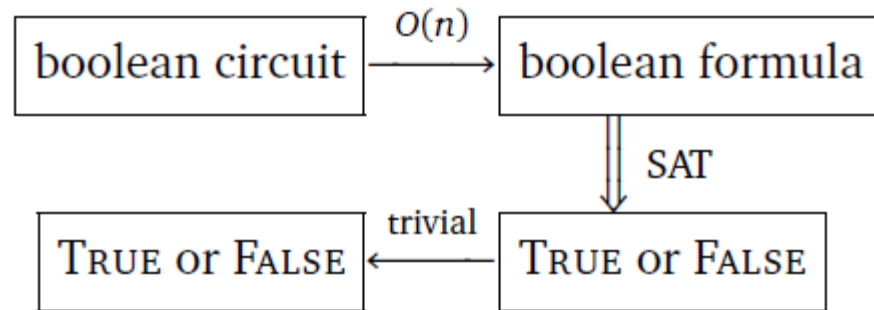 O(n)
boolean circuit
boolean formula
SAT
trivial
TRUE or FALSE
TRUE or FALSE